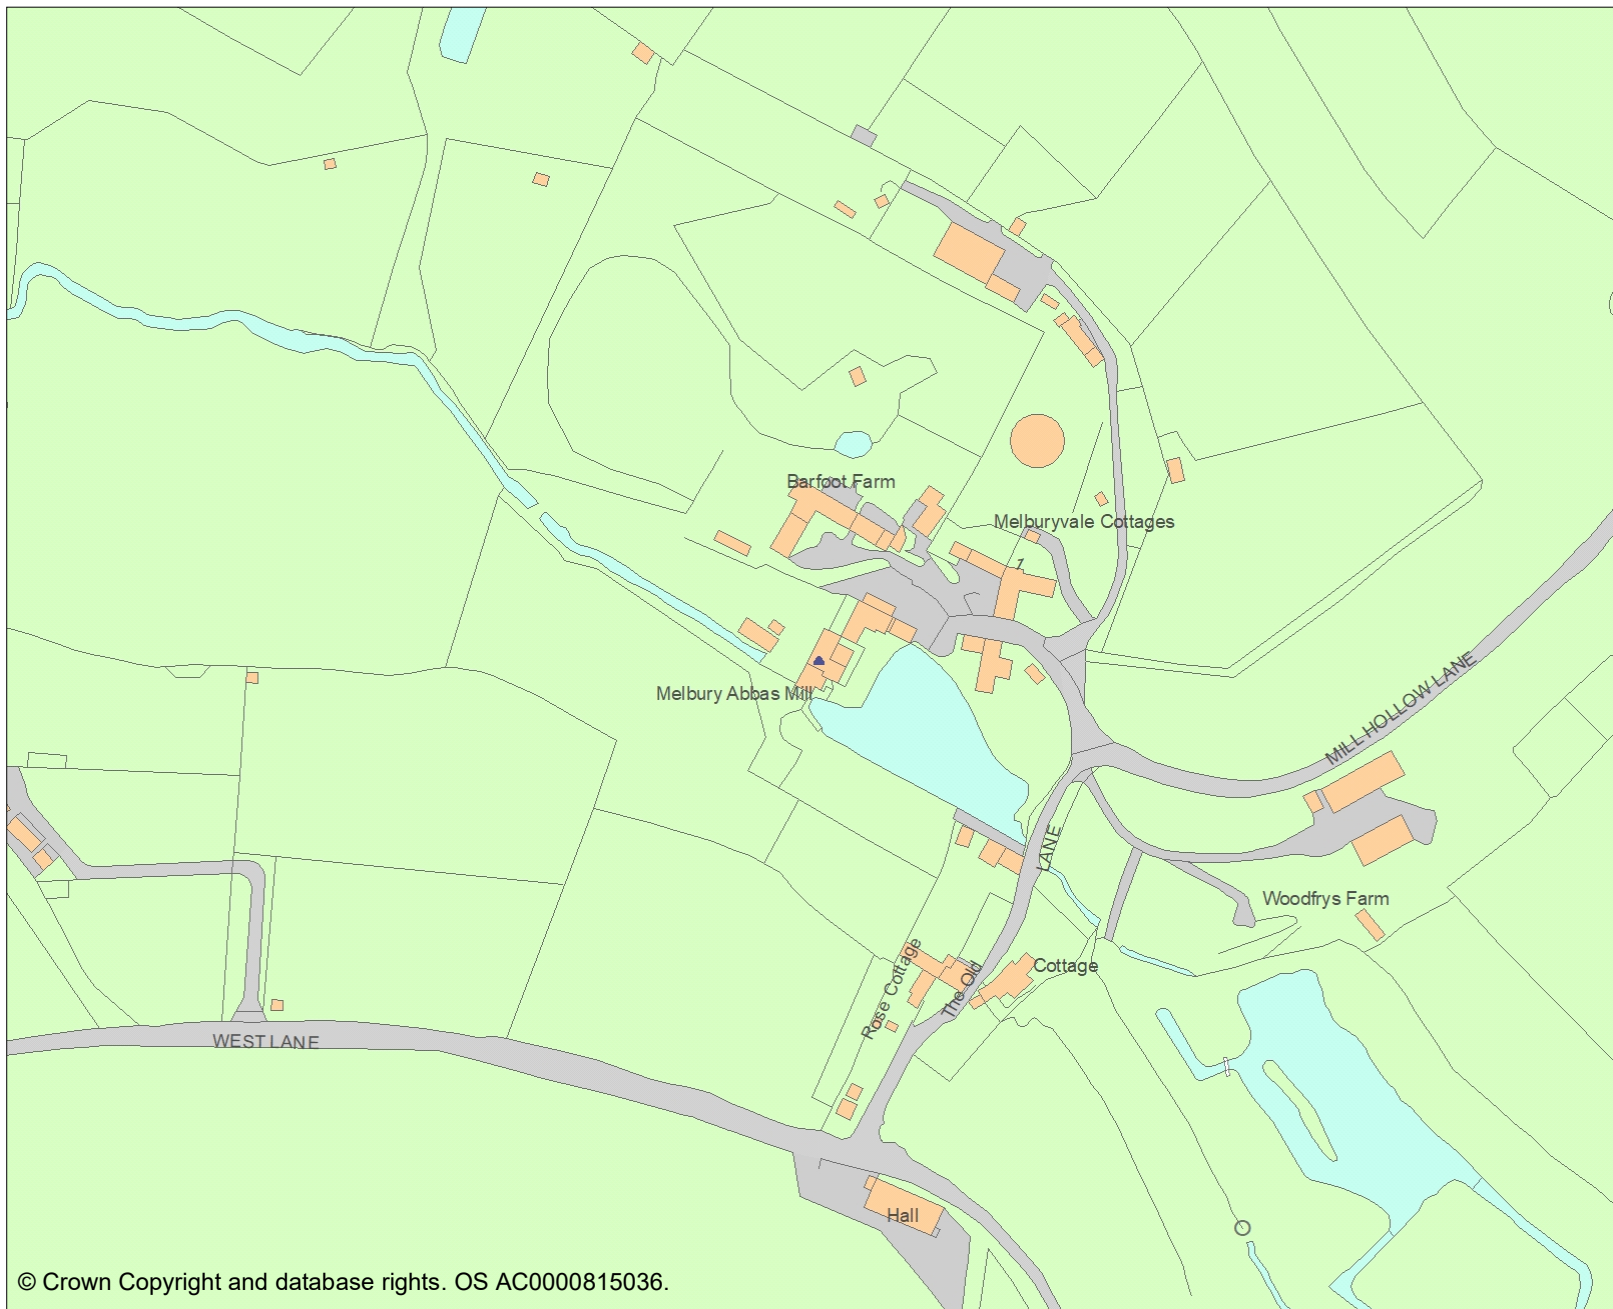 Barfoot Farm
Melburyvale Cottages
1
Melbury Abbas Mill
MILL HOLLOW LANE
LANE
Woodfrys Farm
Rose Cottage
The Old
Cottage
WEST LANE
Hall
© Crown Copyright and database rights. OS AC0000815036.